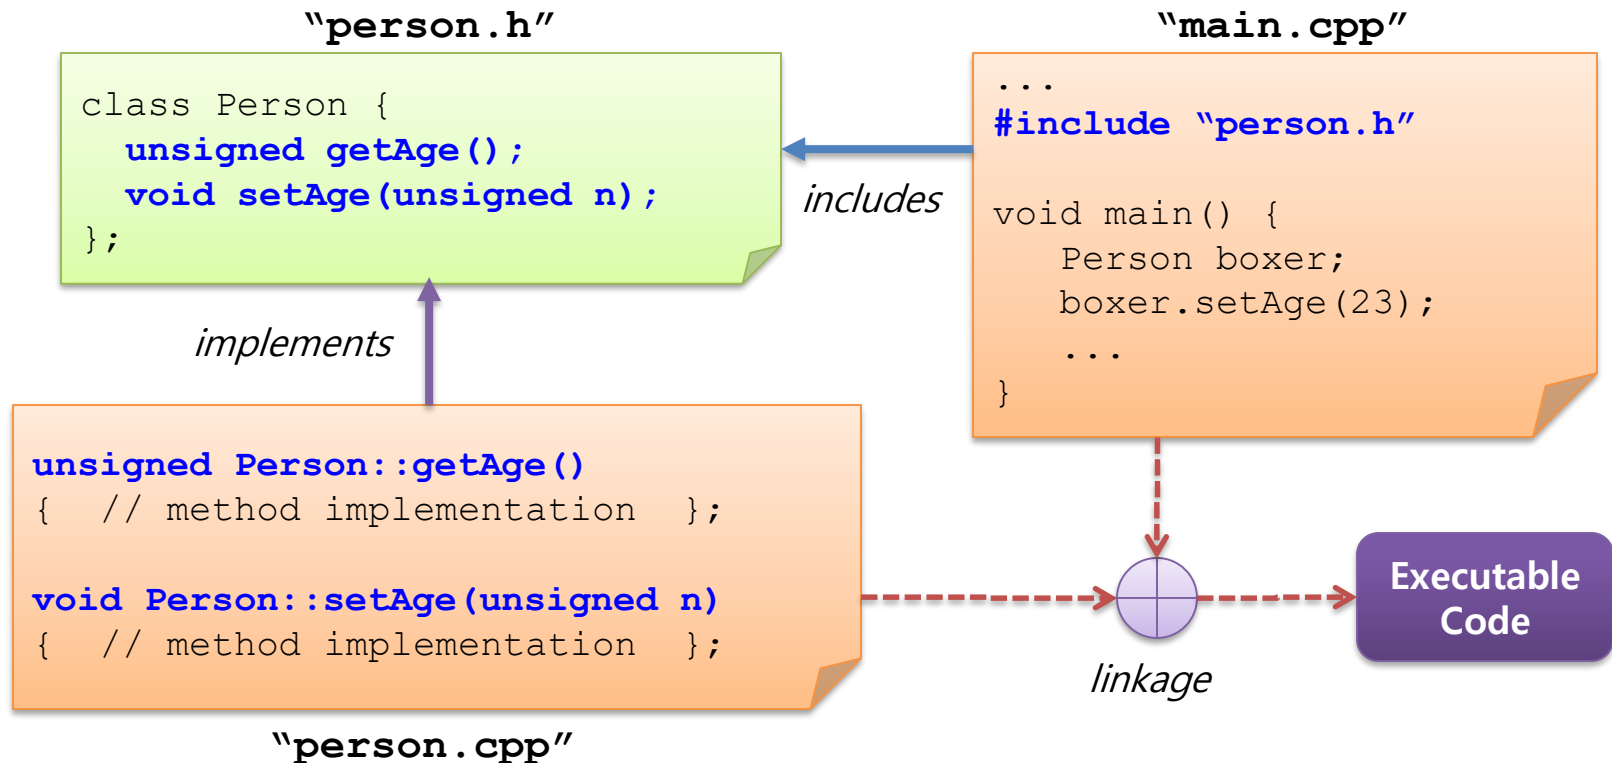 “person.h”
class Person {
  unsigned getAge();
  void setAge(unsigned n);
};
includes
“main.cpp”
...
#include “person.h”
void main() {
   Person boxer;
   boxer.setAge(23);
   ...
}
implements
unsigned Person::getAge()
{  // method implementation  };
void Person::setAge(unsigned n)
{  // method implementation  };
“person.cpp”
linkage
Executable
Code